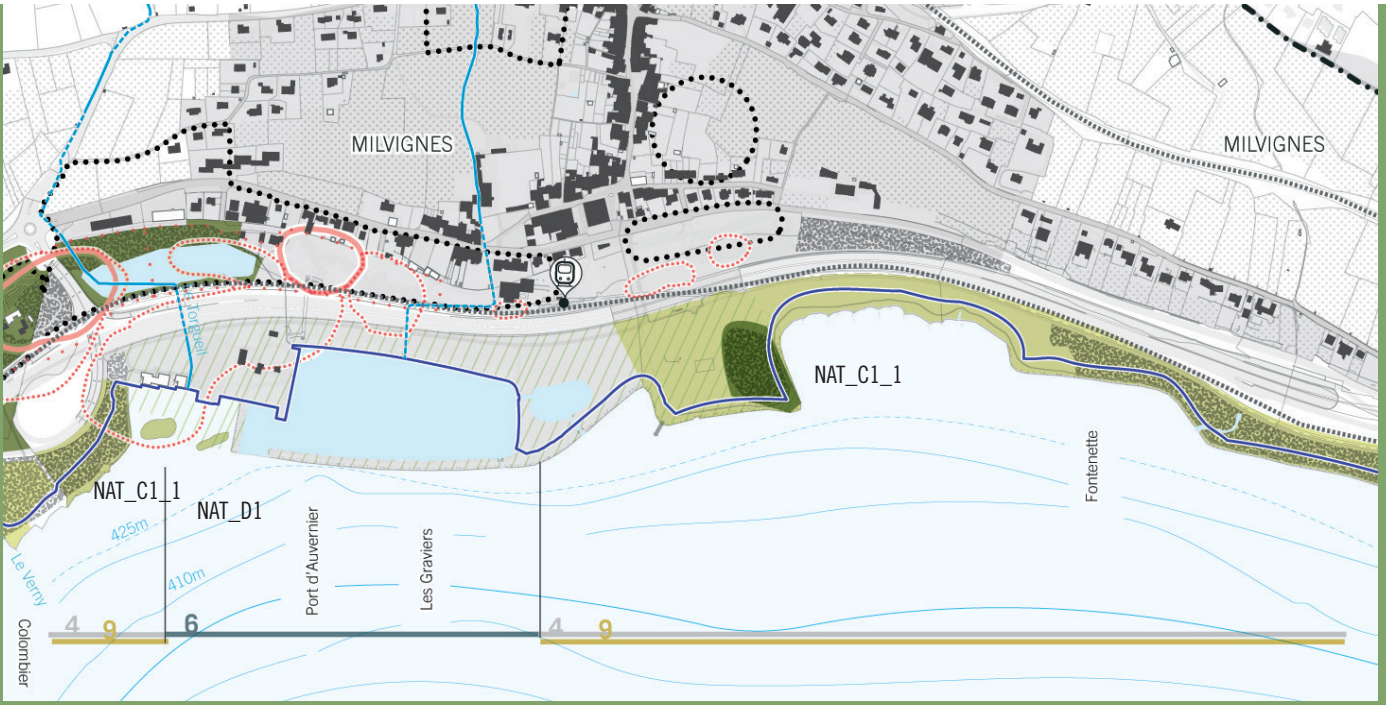 MILVIGNES
MILVIGNES
Torgueil
NAT_C1_1
NAT_C1_1
NAT_D1
425m
410m
Le Verny
Port d'Auvernier
Les Graviers
Fontenette
Colombier
4 9 6 4 9